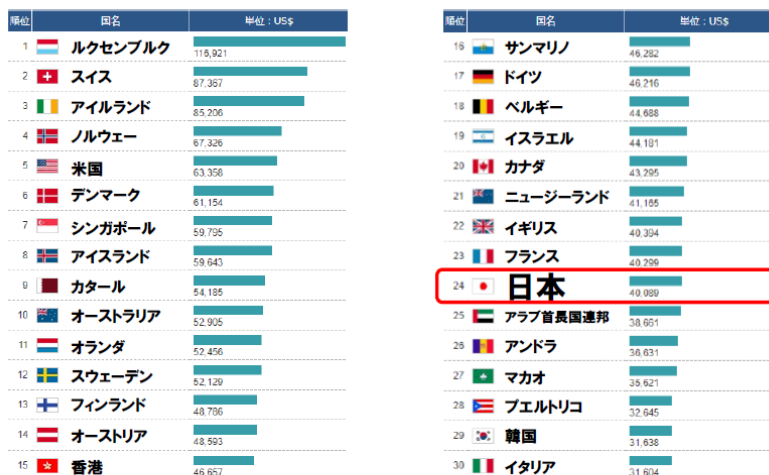 順位 国名 単位:US$
1 ルクセンブルク 116,921
2 スイス 87,367
3 アイルランド 85,206
4 ノルウェー 67,326
5 米国 63,358
6 デンマーク 61,154
7 シンガポール 59,795
8 アイスランド 59,643
9 カタール 54,185
10 オーストラリア 52,905
11 オランダ 52,456
12 スウェーデン 52,129
13 フィンランド 48,786
14 オーストリア 48,593
15 香港 46,657
順位 国名 単位:US$
16 サンマリノ 46,282
17 ドイツ 46,216
18 ベルギー 44,688
19 イスラエル 44,181
20 カナダ 43,295
21 ニュージーランド 41,165
22 イギリス 40,394
23 フランス 40,299
24 日本 40,089
25 アラブ首長国連邦 38,661
26 アンドラ 36,631
27 マカオ 35,621
28 プエルトリコ 32,645
29 韓国 31,638
30 イタリア 31,604